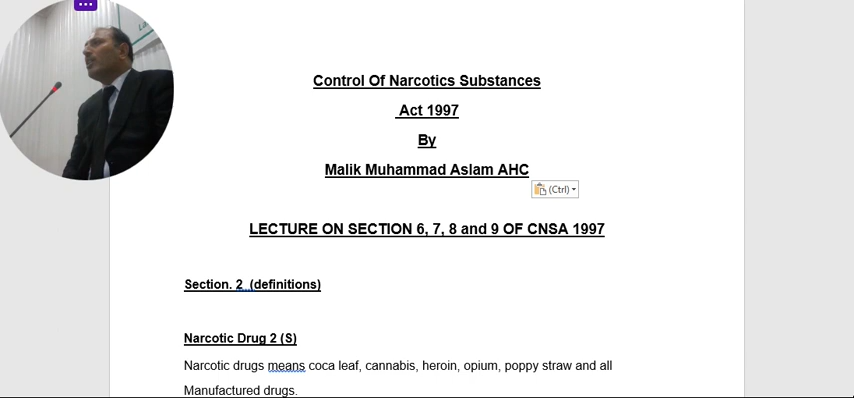 Control Of Narcotics Substances
Act 1997
By
Malik Muhammad Aslam AHC
(Ctrl)
LECTURE ON SECTION 6, 7, 8 and 9 OF CNSA 1997
Section. 2 (definitions)
Narcotic Drug 2 (S)
Narcotic drugs means coca leaf, cannabis, heroin, opium, poppy straw and all
Manufactured drugs.